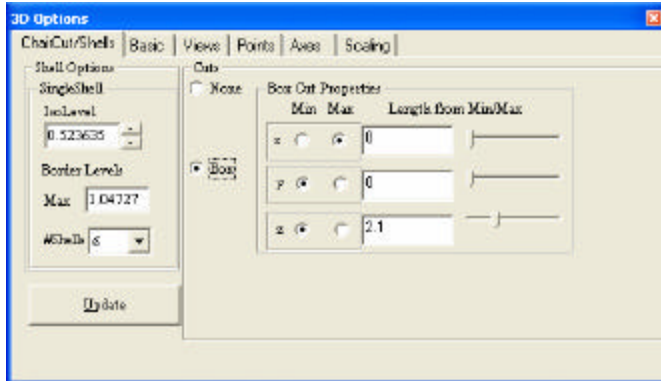 3D Options
ChairCut/Shells Basic Views Points Axes Scaling
Shell Options
SingleShell
IsoLevel
0.523635
Border Levels
Max 1.04727
#Shells 6
Update
Cuts
None
Box
Box Cut Properties
Min Max Length from Min/Max
x 0
y 0
z 2.1